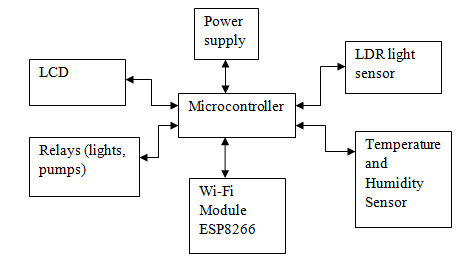 Power
supply
LDR light
sensor
LCD
Microcontroller
Relays (lights,
pumps)
Temperature
and
Humidity
Sensor
Wi-Fi
Module
ESP8266